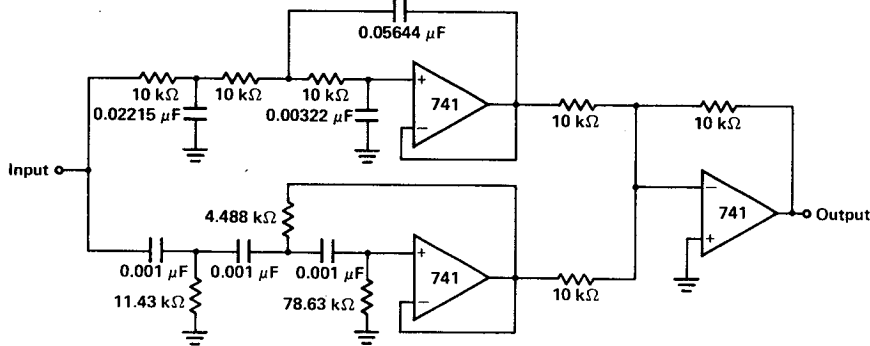 0.05644 µF
10 kΩ
10 kΩ
10 kΩ
0.02215 µF
0.00322 µF
+
741
−
10 kΩ
10 kΩ
Input
−
741
+
Output
4.488 kΩ
0.001 µF
0.001 µF
0.001 µF
+
741
−
11.43 kΩ
78.63 kΩ
10 kΩ